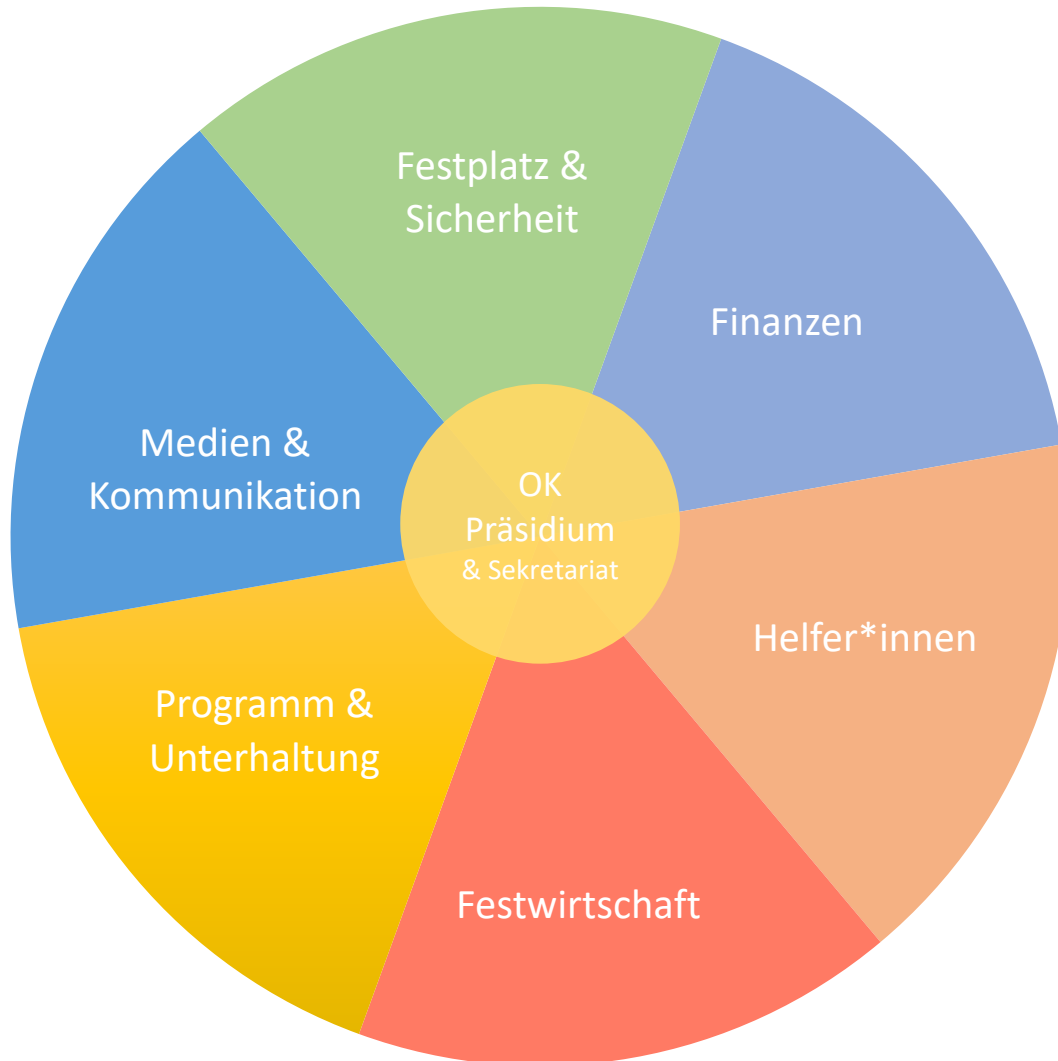 Festplatz &
Sicherheit
Finanzen
Medien &
Kommunikation
OK
Präsidium
& Sekretariat
Helfer*innen
Programm &
Unterhaltung
Festwirtschaft